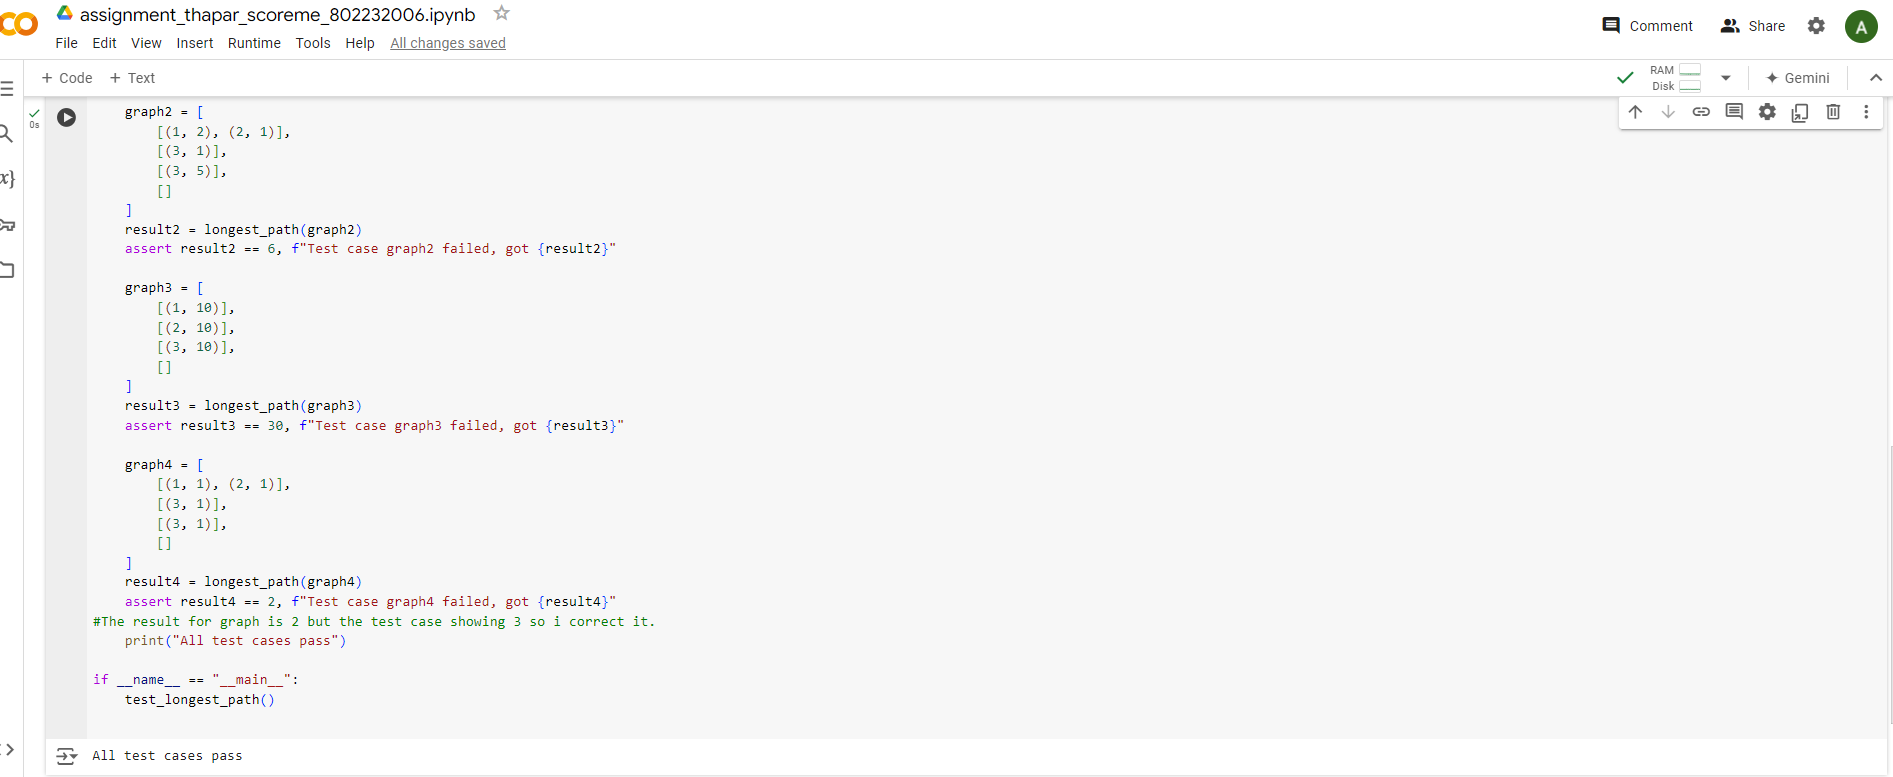 assignment_thapar_scoreme_802232006.ipynb
File Edit View Insert Runtime Tools Help All changes saved
Comment Share A
+ Code + Text
RAM
Disk
Gemini
0s
graph2 = [
[(1, 2), (2, 1)],
[(3, 1)],
[(3, 5)],
[]
]
result2 = longest_path(graph2)
assert result2 == 6, f"Test case graph2 failed, got {result2}"
graph3 = [
[(1, 10)],
[(2, 10)],
[(3, 10)],
[]
]
result3 = longest_path(graph3)
assert result3 == 30, f"Test case graph3 failed, got {result3}"
graph4 = [
[(1, 1), (2, 1)],
[(3, 1)],
[(3, 1)],
[]
]
result4 = longest_path(graph4)
assert result4 == 2, f"Test case graph4 failed, got {result4}"
#The result for graph is 2 but the test case showing 3 so i correct it.
print("All test cases pass")
if __name__ == "__main__":
test_longest_path()
All test cases pass